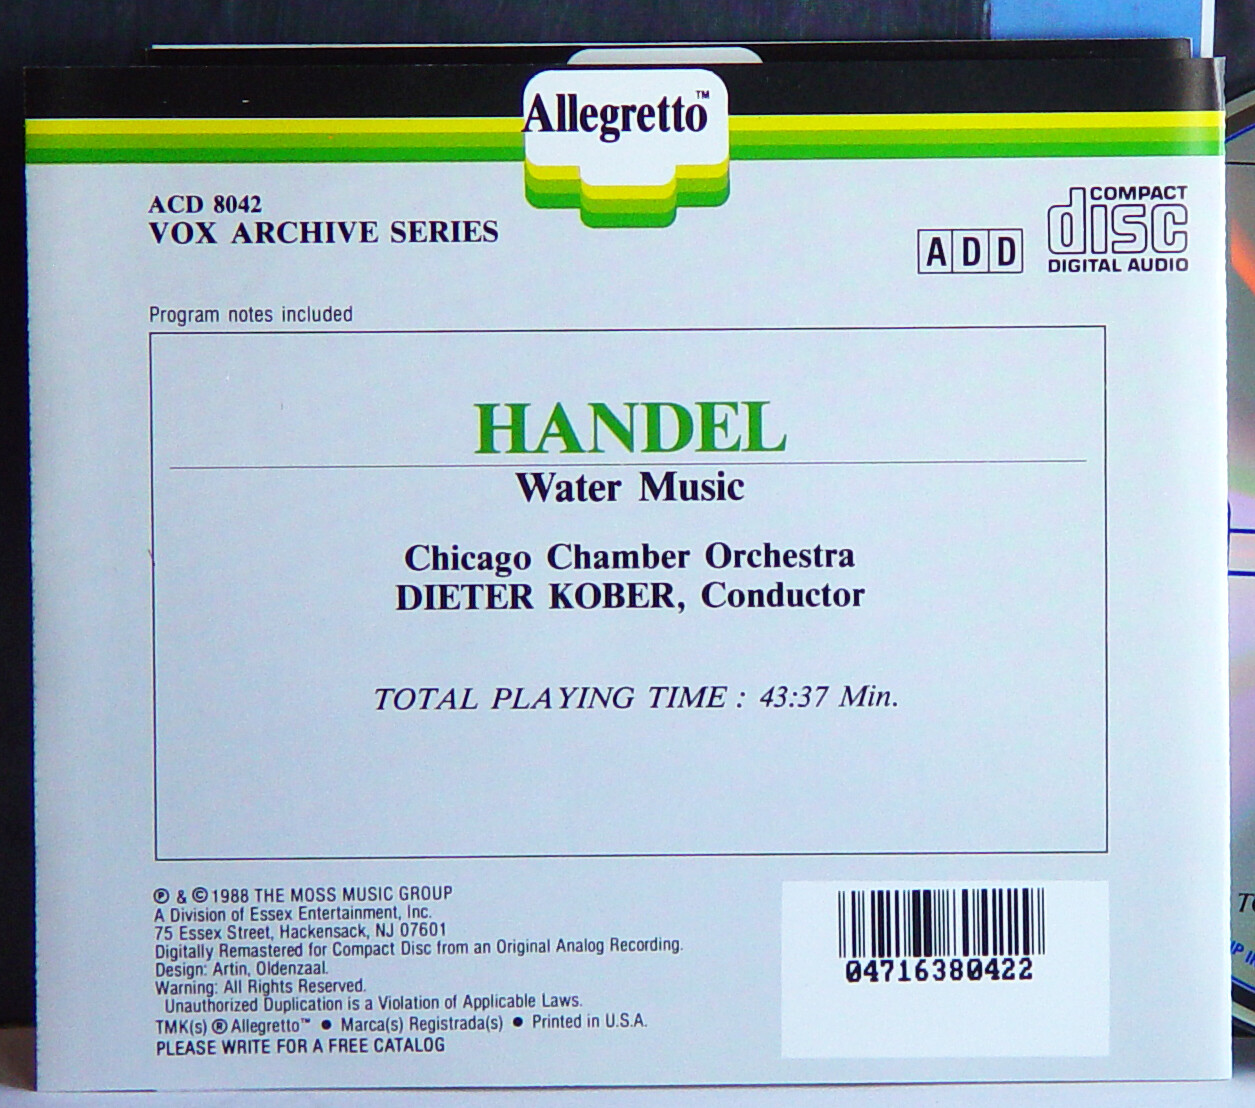 Allegretto™
ACD 8042
VOX ARCHIVE SERIES
A D D
COMPACT
disc
DIGITAL AUDIO
Program notes included
HANDEL
Water Music
Chicago Chamber Orchestra
DIETER KOBER, Conductor
TOTAL PLAYING TIME : 43:37 Min.
℗ & © 1988 THE MOSS MUSIC GROUP
A Division of Essex Entertainment, Inc.
75 Essex Street, Hackensack, NJ 07601
Digitally Remastered for Compact Disc from an Original Analog Recording.
Design: Artin, Oldenzaal.
Warning: All Rights Reserved.
Unauthorized Duplication is a Violation of Applicable Laws.
TMK(s) ® Allegretto™ ● Marca(s) Registrada(s) ● Printed in U.S.A.
PLEASE WRITE FOR A FREE CATALOG
04716380422